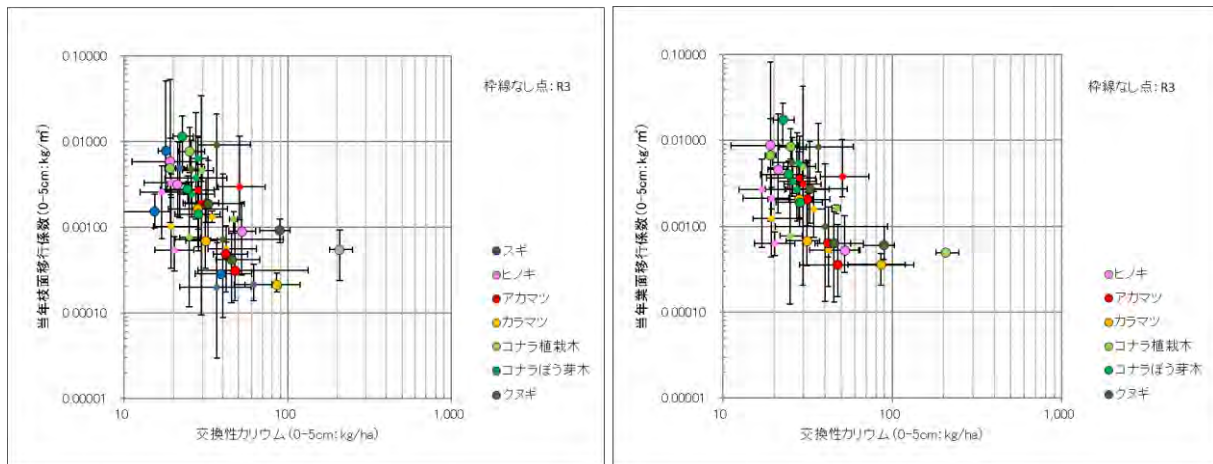 当年枝面移行係数(0-5cm:kg/㎡)
0.10000
0.01000
0.00100
0.00010
0.00001
10
100
1,000
交換性カリウム(0-5cm:kg/ha)
枠線なし点:R3
スギ
ヒノキ
アカマツ
カラマツ
コナラ植栽木
コナラぼう芽木
クヌギ
当年葉面移行係数(0-5cm:kg/㎡)
0.10000
0.01000
0.00100
0.00010
0.00001
10
100
1,000
交換性カリウム(0-5cm:kg/ha)
枠線なし点:R3
ヒノキ
アカマツ
カラマツ
コナラ植栽木
コナラぼう芽木
クヌギ